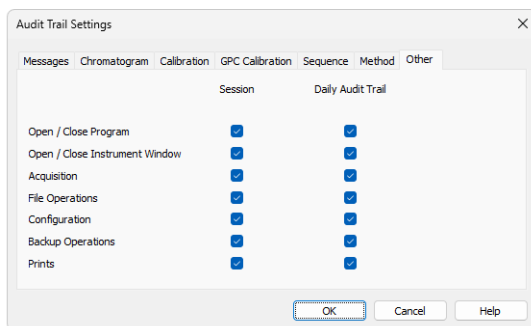 Audit Trail Settings
Messages Chromatogram Calibration GPC Calibration Sequence Method Other
Session Daily Audit Trail
Open / Close Program
Open / Close Instrument Window
Acquisition
File Operations
Configuration
Backup Operations
Prints
OK Cancel Help